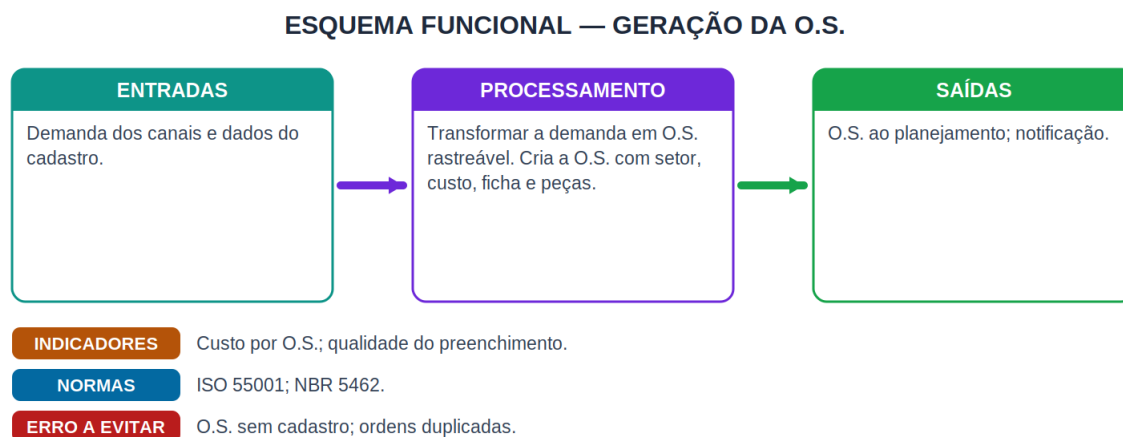 ESQUEMA FUNCIONAL — GERAÇÃO DA O.S.
ENTRADAS
Demanda dos canais e dados do
cadastro.
PROCESSAMENTO
Transformar a demanda em O.S.
rastreável. Cria a O.S. com setor,
custo, ficha e peças.
SAÍDAS
O.S. ao planejamento; notificação.
INDICADORES
Custo por O.S.; qualidade do preenchimento.
NORMAS
ISO 55001; NBR 5462.
ERRO A EVITAR
O.S. sem cadastro; ordens duplicadas.